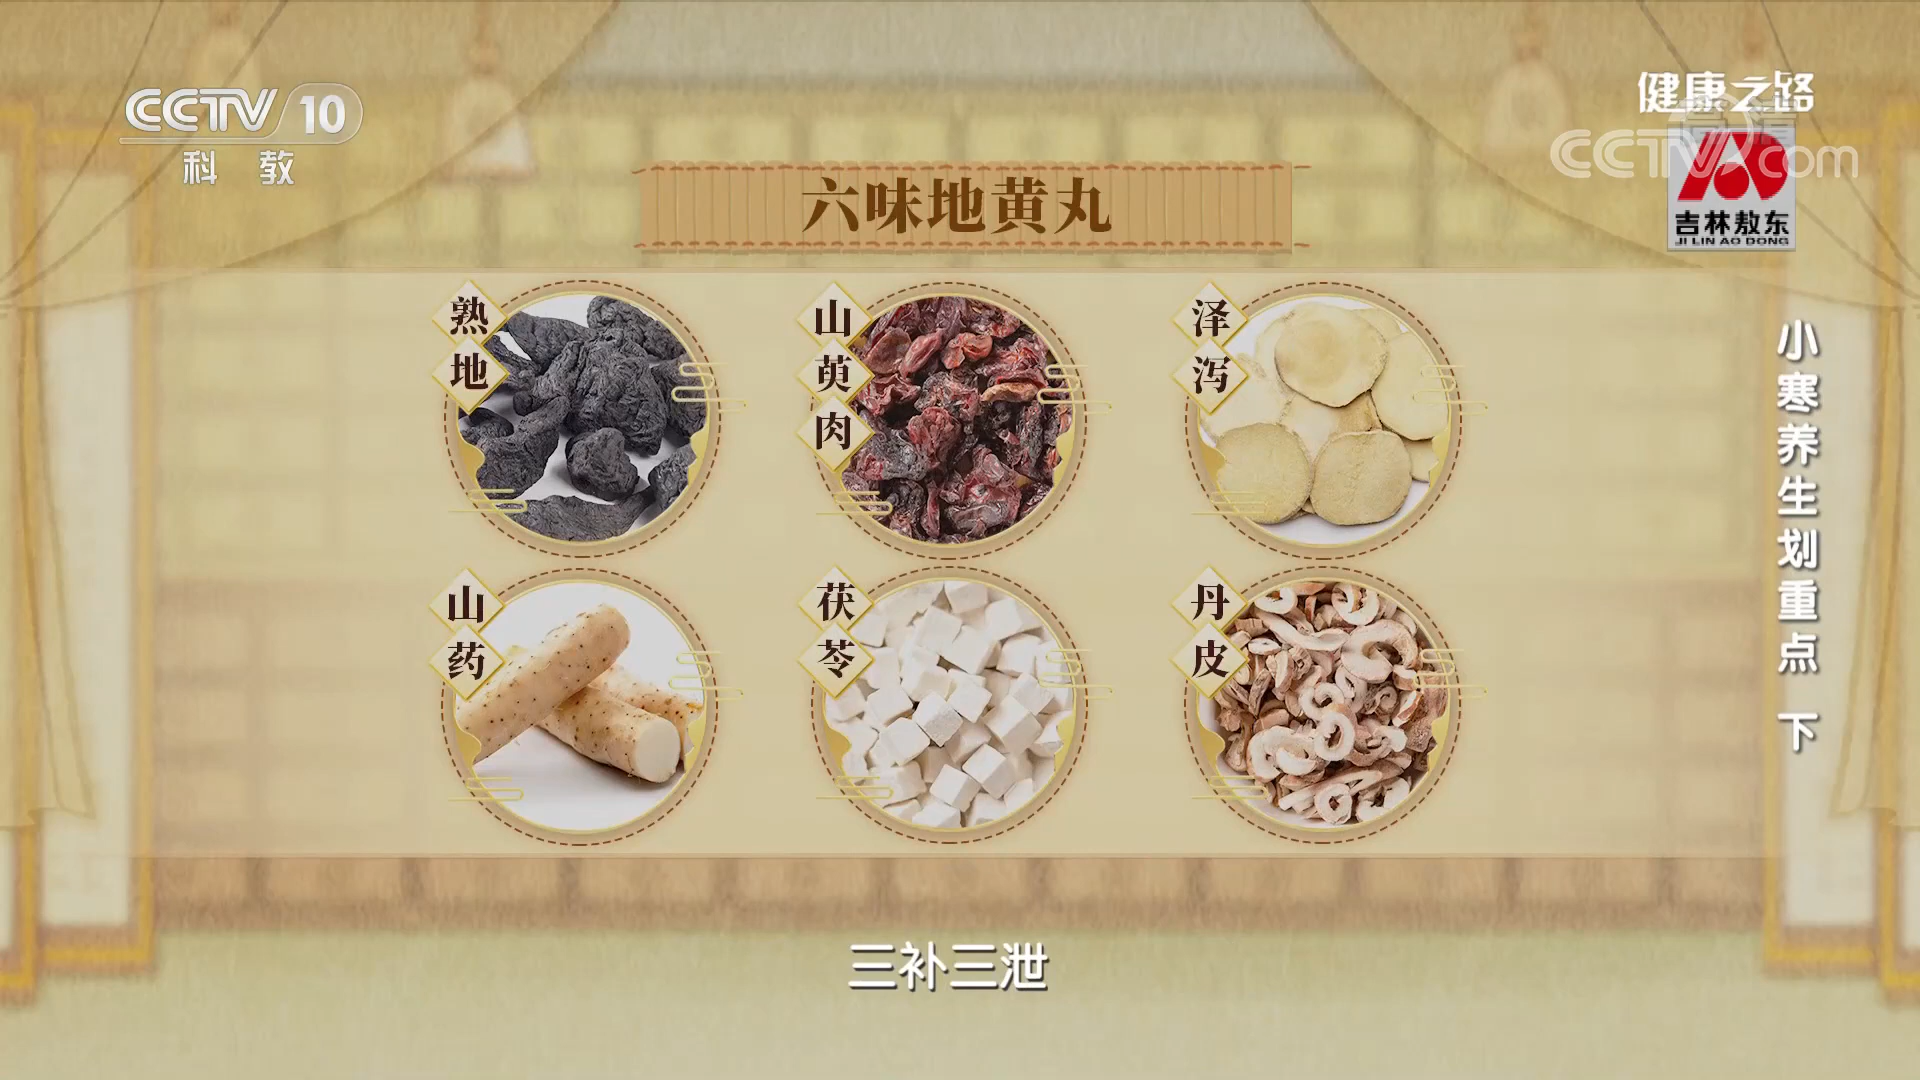 CCTV 10
科教
健康之路
高清
CCTV.com
吉林敖东
JI LIN AO DONG
六味地黄丸
熟地
山萸肉
泽泻
山药
茯苓
丹皮
小寒养生划重点 下
三补三泄